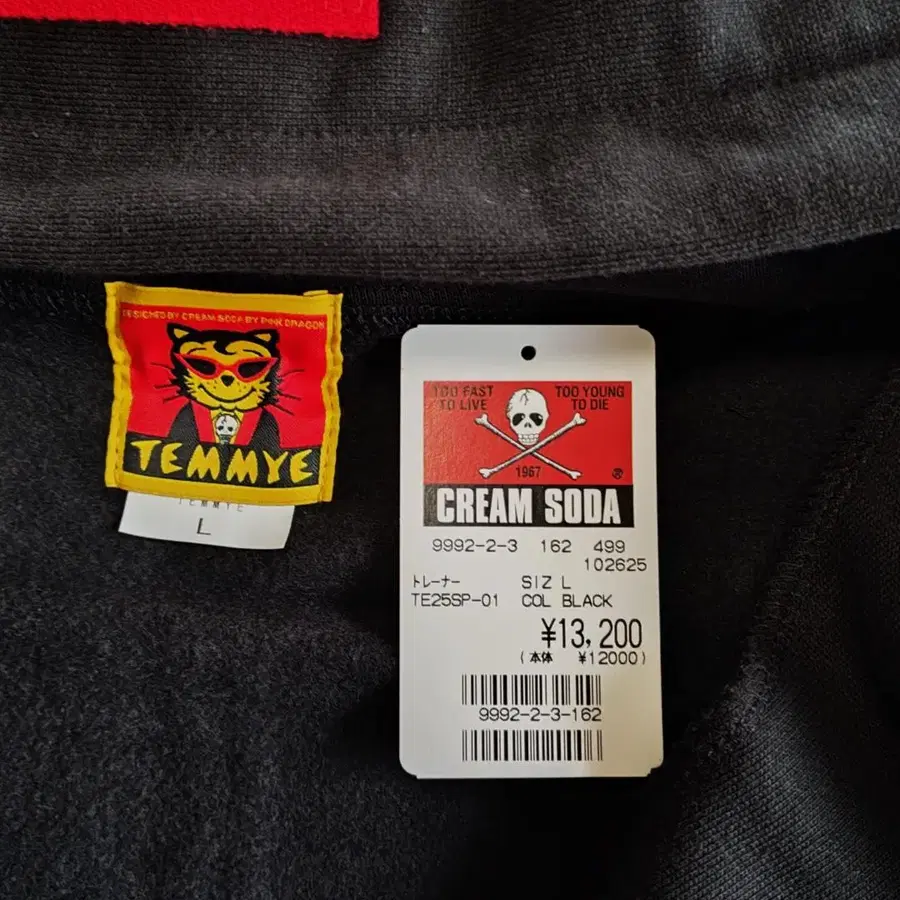 DESIGNED BY CREAM SODA BY PINK DRAGON
TEMMYE
TEMMYE
L
TOO FAST TO LIVE
TOO YOUNG TO DIE
1967
®
CREAM SODA
9992-2-3 162 499
102625
トレーナー SIZ L
TE25SP-01 COL BLACK
¥13,200
(本体 ¥12000)
9992-2-3-162